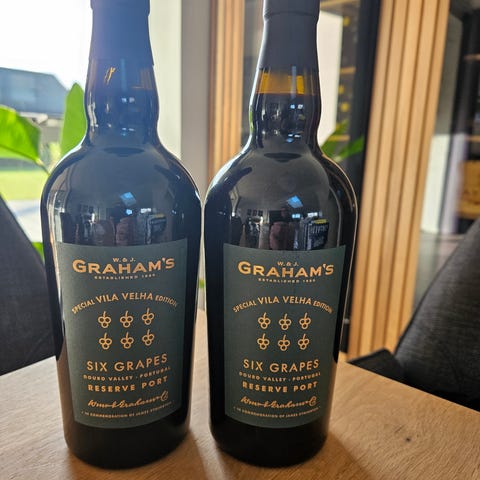 W. & J.
GRAHAM'S
ESTABLISHED 1820
SPECIAL VILA VELHA EDITION
SIX GRAPES
DOURO VALLEY · PORTUGAL
RESERVE PORT
W. & J.
GRAHAM'S
ESTABLISHED 1820
SPECIAL VILA VELHA EDITION
SIX GRAPES
DOURO VALLEY · PORTUGAL
RESERVE PORT